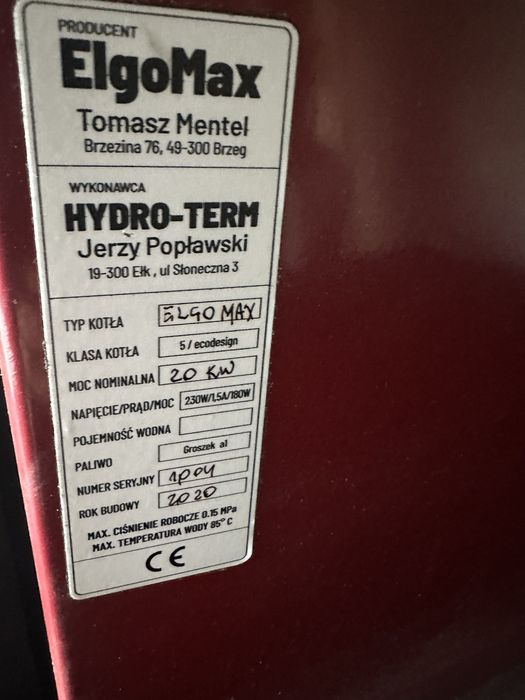 PRODUCENT
ElgoMax
Tomasz Mentel
Brzezina 76, 49-300 Brzeg
WYKONAWCA
HYDRO-TERM
Jerzy Popławski
19-300 Ełk , ul Słoneczna 3
TYP KOTŁA ELGO MAX
KLASA KOTŁA 5 / ecodesign
MOC NOMINALNA 20 KW
NAPIĘCIE/PRĄD/MOC 230W/1,5A/180W
POJEMNOŚĆ WODNA
PALIWO Groszek a1
NUMER SERYJNY 1004
ROK BUDOWY 2020
MAX. CIŚNIENIE ROBOCZE 0.15 MPa
MAX. TEMPERATURA WODY 85° C
CE